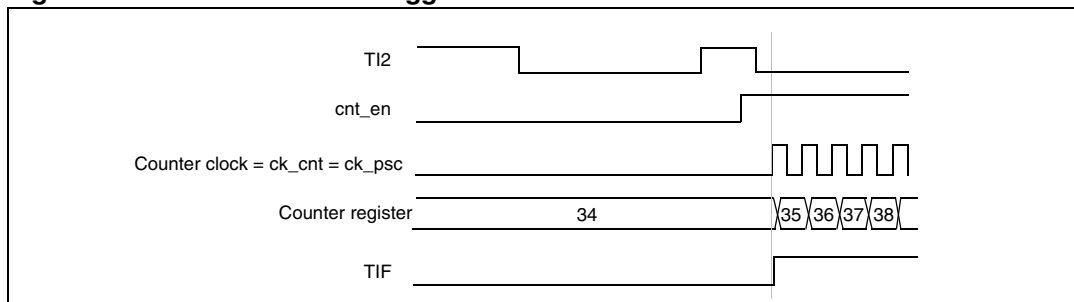 TI2
cnt_en
Counter clock = ck_cnt = ck_psc
Counter register 34 35 36 37 38
TIF